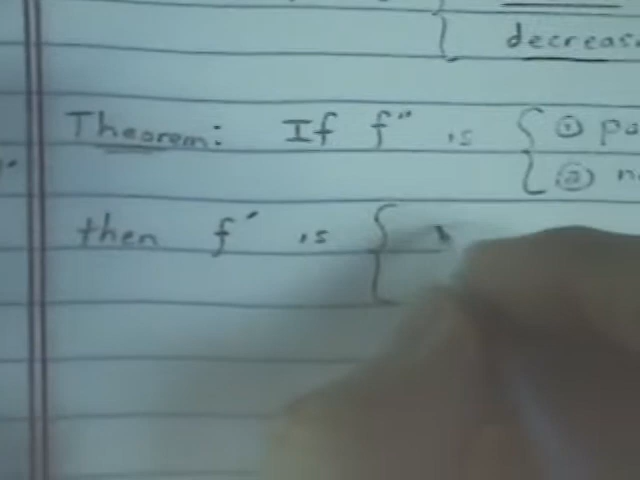 decreas
Theorem: If f" is { ① po
② n
then f' is {